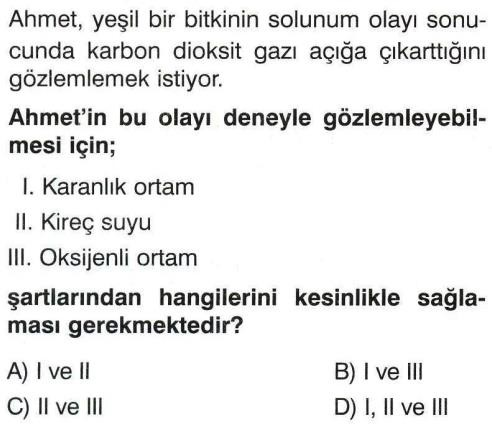 Ahmet, yeşil bir bitkinin solunum olayı sonu-
cunda karbon dioksit gazı açığa çıkarttığını
gözlemlemek istiyor.
Ahmet'in bu olayı deneyle gözlemleyebil-
mesi için;
I. Karanlık ortam
II. Kireç suyu
III. Oksijenli ortam
şartlarından hangilerini kesinlikle sağla-
ması gerekmektedir?
A) I ve II B) I ve III
C) II ve III D) I, II ve III